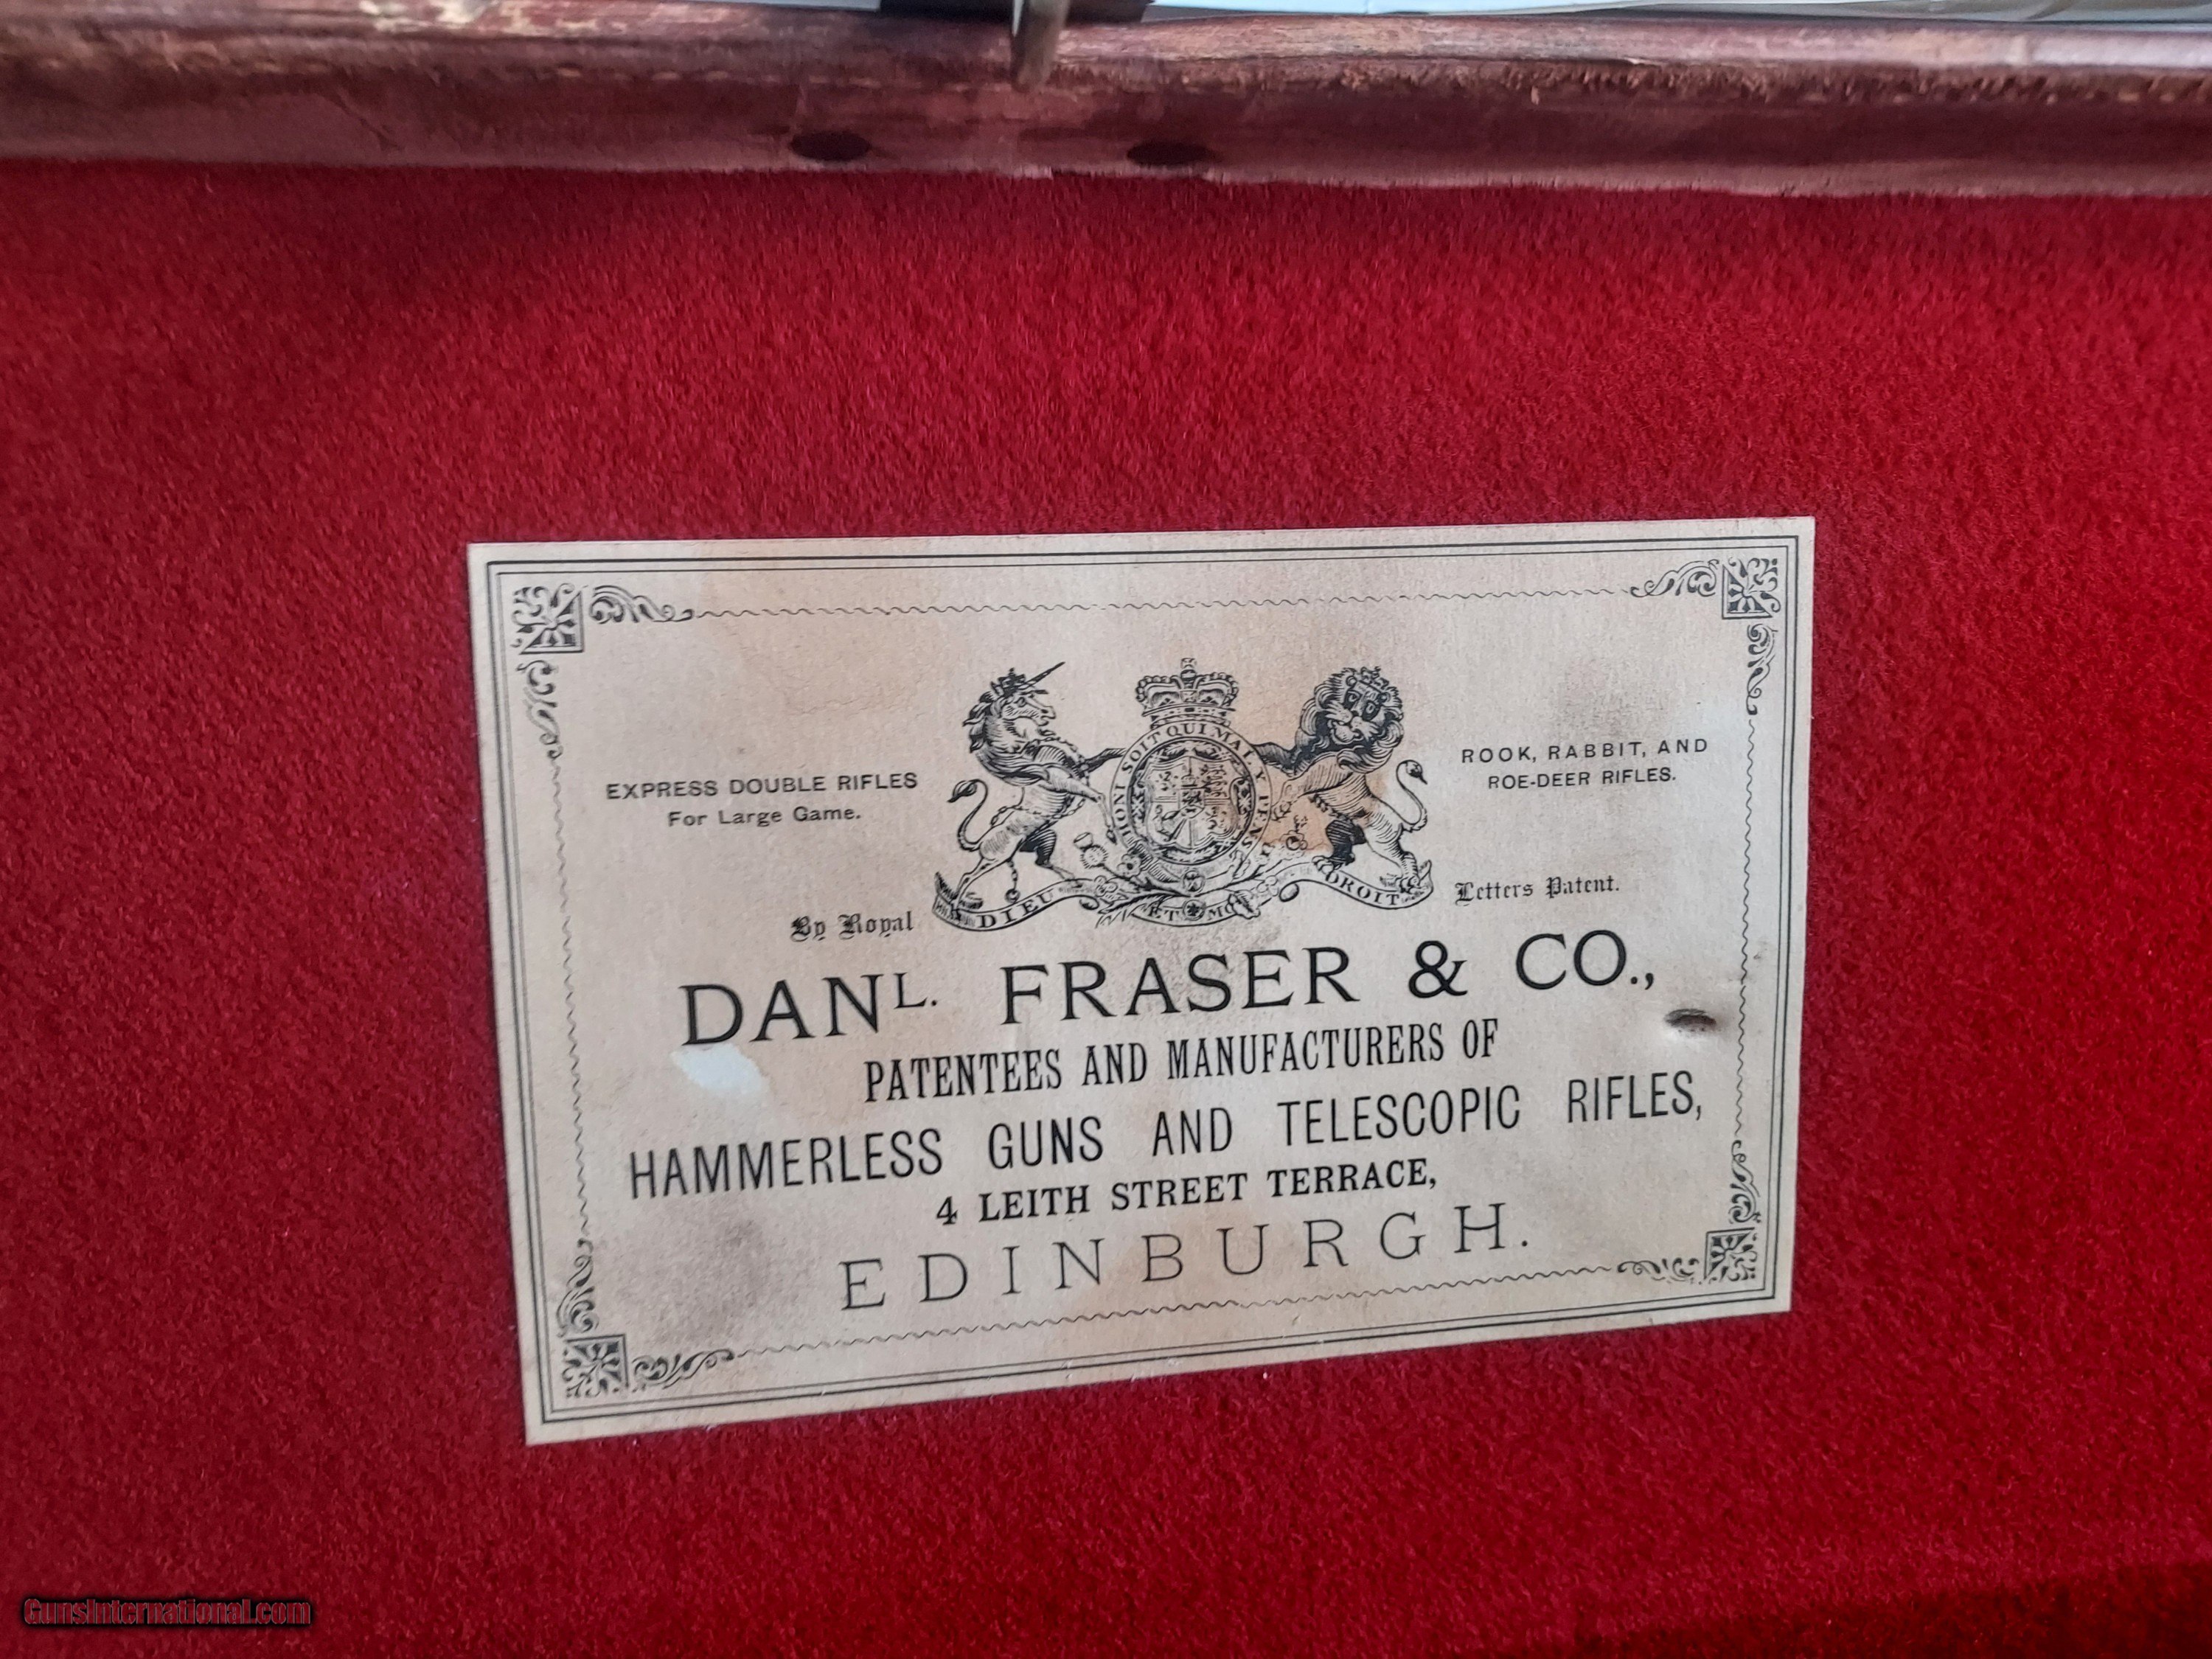 EXPRESS DOUBLE RIFLES
For Large Game.
ROOK, RABBIT, AND
ROE-DEER RIFLES.
HONI SOIT QUI MAL Y PENSE
DIEU ET MON DROIT
By Royal
Letters Patent.
DANL. FRASER & CO.,
PATENTEES AND MANUFACTURERS OF
HAMMERLESS GUNS AND TELESCOPIC RIFLES,
4 LEITH STREET TERRACE,
EDINBURGH.
GunsInternational.com